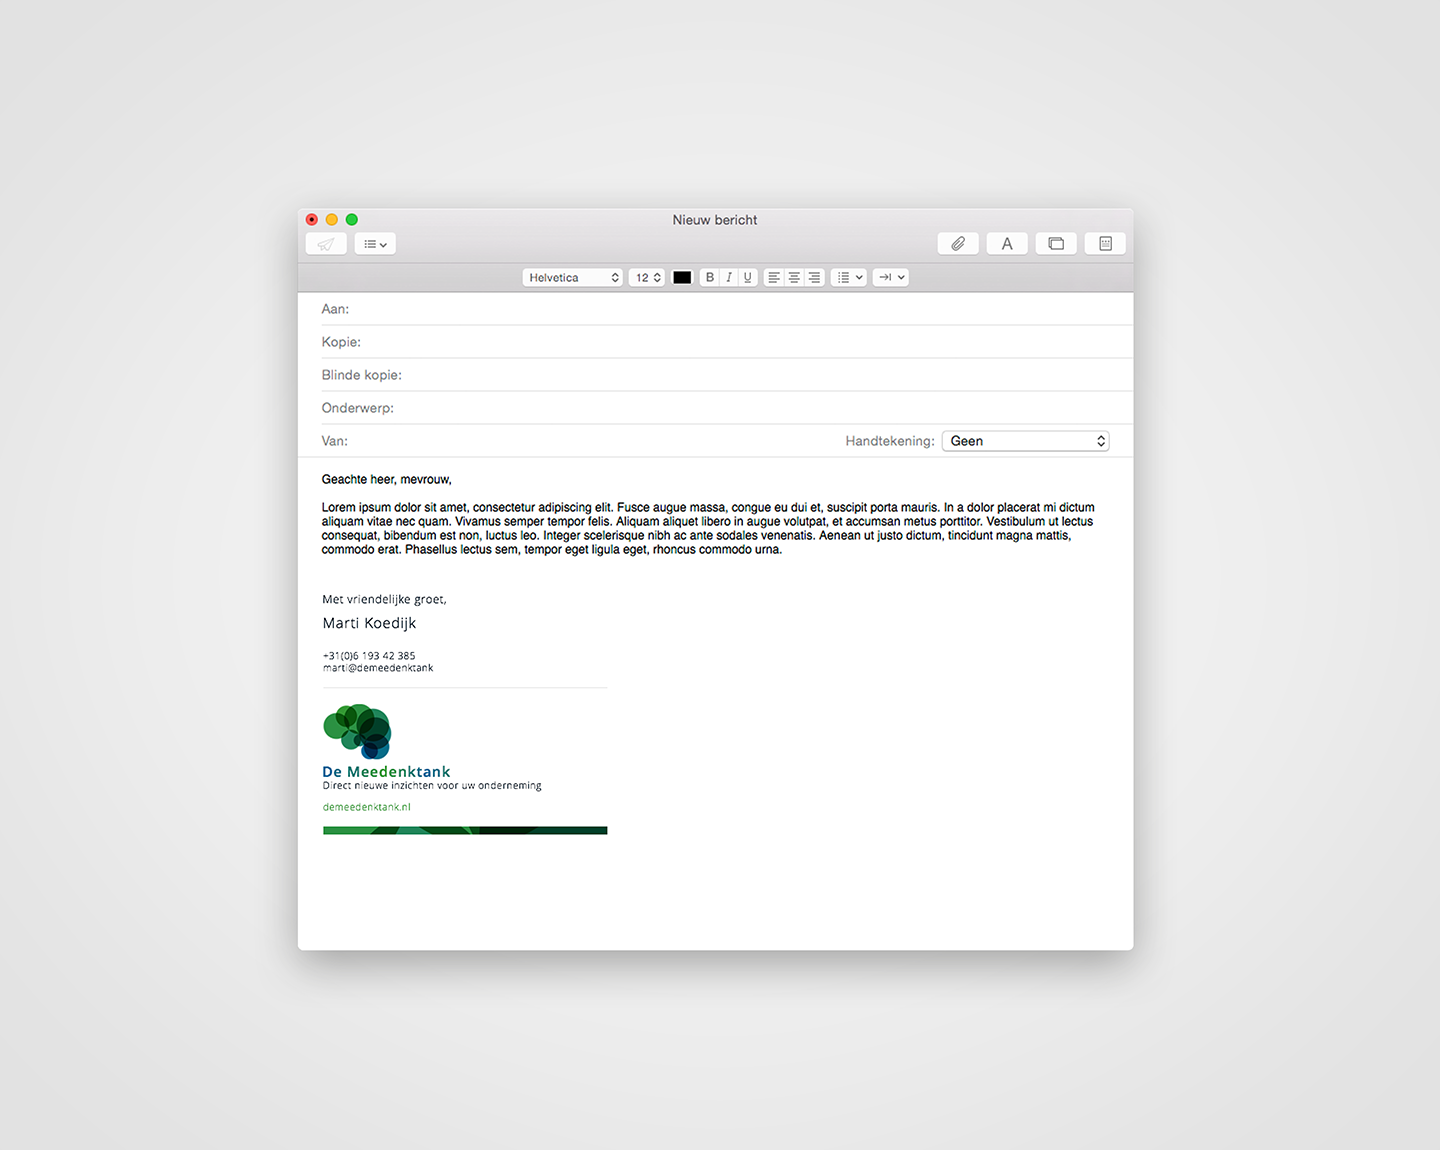 Nieuw bericht
A
Helvetica 12 B I U
Aan:
Kopie:
Blinde kopie:
Onderwerp:
Van: Handtekening: Geen
Geachte heer, mevrouw,
Lorem ipsum dolor sit amet, consectetur adipiscing elit. Fusce augue massa, congue eu dui et, suscipit porta mauris. In a dolor placerat mi dictum
aliquam vitae nec quam. Vivamus semper tempor felis. Aliquam aliquet libero in augue volutpat, et accumsan metus porttitor. Vestibulum ut lectus
consequat, bibendum est non, luctus leo. Integer scelerisque nibh ac ante sodales venenatis. Aenean ut justo dictum, tincidunt magna mattis,
commodo erat. Phasellus lectus sem, tempor eget ligula eget, rhoncus commodo urna.
Met vriendelijke groet,
Marti Koedijk
+31(0)6 193 42 385
marti@demeedenktank
De Meedenktank
Direct nieuwe inzichten voor uw onderneming
demeedenktank.nl